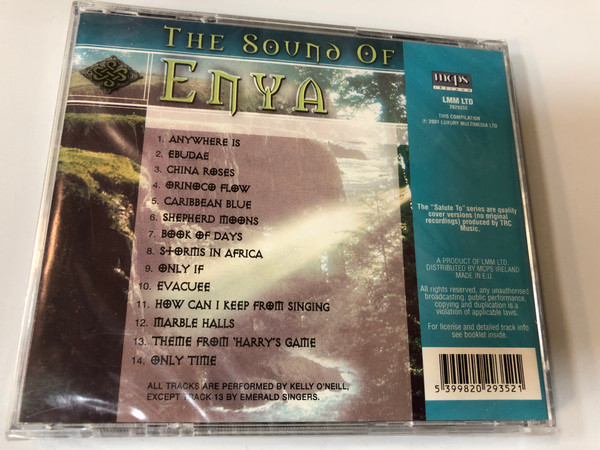 THE SOUND OF
ENYA
1. ANYWHERE IS
2. EBUDAE
3. CHINA ROSES
4. ORINOCO FLOW
5. CARIBBEAN BLUE
6. SHEPHERD MOONS
7. BOOK OF DAYS
8. STORMS IN AFRICA
9. ONLY IF
10. EVACUEE
11. HOW CAN I KEEP FROM SINGING
12. MARBLE HALLS
13. THEME FROM 'HARRY'S GAME
14. ONLY TIME
ALL TRACKS ARE PERFORMED BY KELLY O'NEILL,
EXCEPT TRACK 13 BY EMERALD SINGERS.
mcps
IRELAND
LMM LTD
THIS COMPILATION
℗ 2001 LUXURY MULTIMEDIA LTD
The "Salute To" series are quality
cover versions (no original
recordings) produced by TRC
Music.
A PRODUCT OF LMM LTD.
DISTRIBUTED BY MCPS IRELAND
MADE IN E.U.
All rights reserved, any unauthorised
broadcasting, public performance,
copying and duplication is a
violation of applicable laws.
For license and detailed track info
see booklet inside.
5 399820 293521